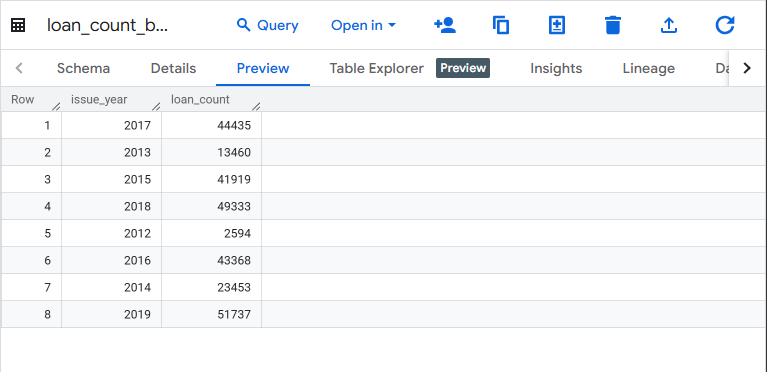 loan_count_b... Query Open in
Schema Details Preview Table Explorer Preview Insights Lineage
Row issue_year loan_count
1 2017 44435
2 2013 13460
3 2015 41919
4 2018 49333
5 2012 2594
6 2016 43368
7 2014 23453
8 2019 51737